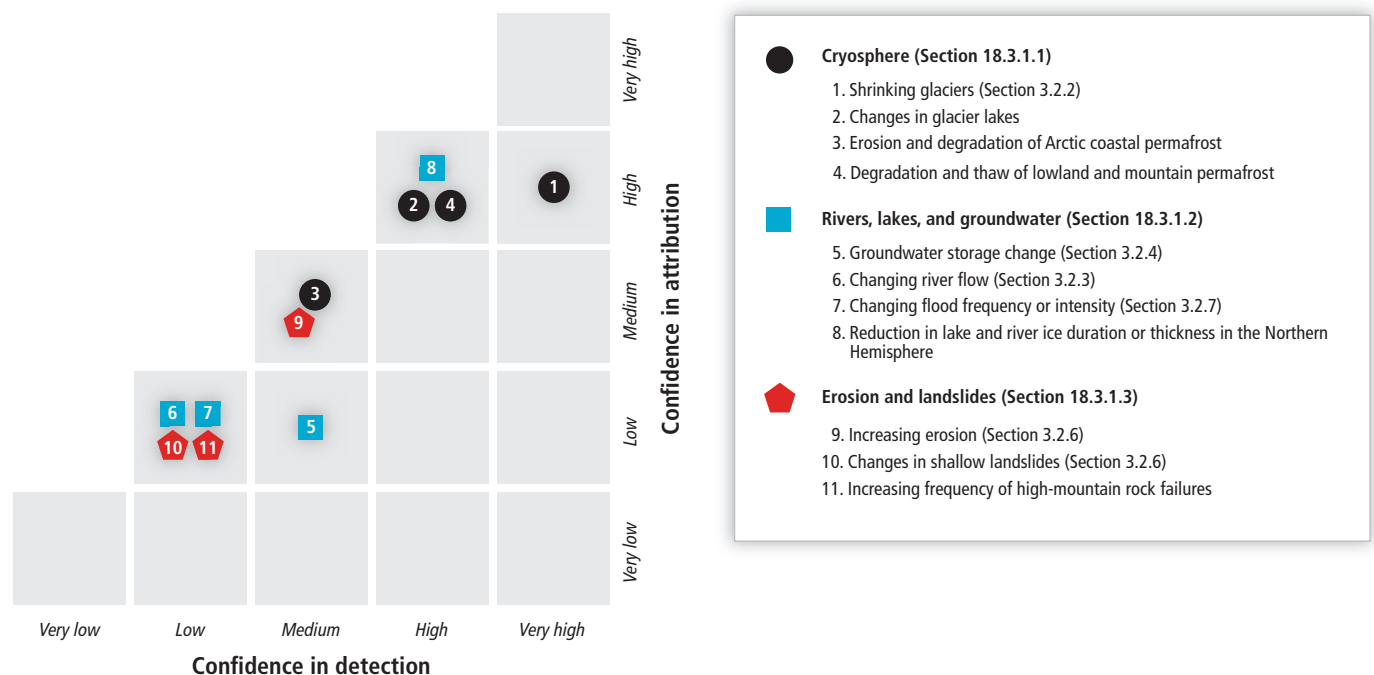 Very high
High
Medium
Low
Very low
Confidence in attribution
8
2 4
1
3
9
6 7
10 11
5
Very low Low Medium High Very high
Confidence in detection
Cryosphere (Section 18.3.1.1)
1. Shrinking glaciers (Section 3.2.2)
2. Changes in glacier lakes
3. Erosion and degradation of Arctic coastal permafrost
4. Degradation and thaw of lowland and mountain permafrost
Rivers, lakes, and groundwater (Section 18.3.1.2)
5. Groundwater storage change (Section 3.2.4)
6. Changing river flow (Section 3.2.3)
7. Changing flood frequency or intensity (Section 3.2.7)
8. Reduction in lake and river ice duration or thickness in the Northern
Hemisphere
Erosion and landslides (Section 18.3.1.3)
9. Increasing erosion (Section 3.2.6)
10. Changes in shallow landslides (Section 3.2.6)
11. Increasing frequency of high-mountain rock failures